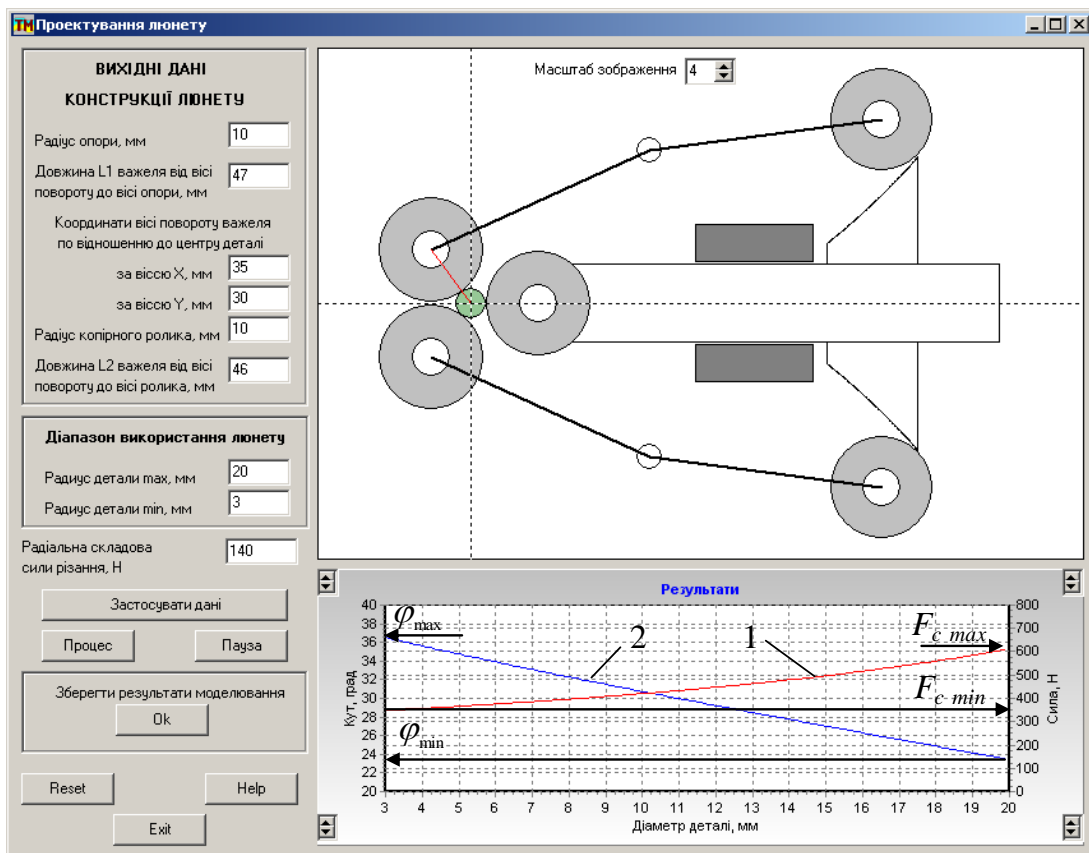 TM Проектування люнету
ВИХІДНІ ДАНІ
КОНСТРУКЦІЇ ЛЮНЕТУ
Радіус опори, мм
10
Довжина L1 важеля від вісі
повороту до вісі опори, мм
47
Координати вісі повороту важеля
по відношенню до центру деталі
за віссю X, мм
35
за віссю Y, мм
30
Радіус копірного ролика, мм
10
Довжина L2 важеля від вісі
повороту до вісі ролика, мм
46
Діапазон використання люнету
Радиус детали max, мм
20
Радиус детали min, мм
3
Радіальна складова
сили різання, Н
140
Застосувати дані
Процес
Пауза
Зберегти результати моделювання
Ok
Reset
Help
Exit
Масштаб зображення
4
Результати
40
38
36
34
32
30
28
26
24
22
20
Кут, град
800
700
600
500
400
300
200
100
0
Сила, Н
φmax
2
1
Fc max
Fc min
φmin
3 4 5 6 7 8 9 10 11 12 13 14 15 16 17 18 19 20
Діаметр деталі, мм